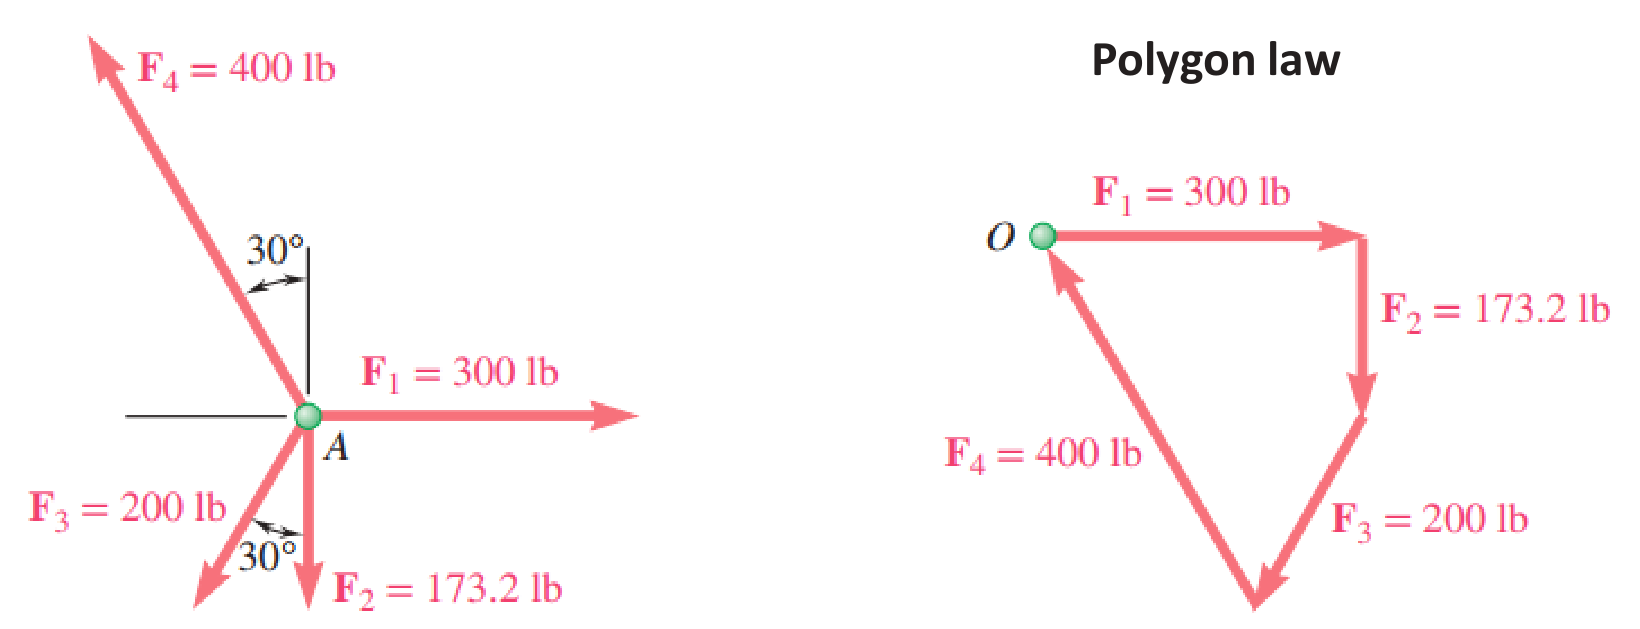 F₄ = 400 lb
30°
F₁ = 300 lb
A
F₃ = 200 lb
30°
F₂ = 173.2 lb
Polygon law
F₁ = 300 lb
O
F₂ = 173.2 lb
F₄ = 400 lb
F₃ = 200 lb